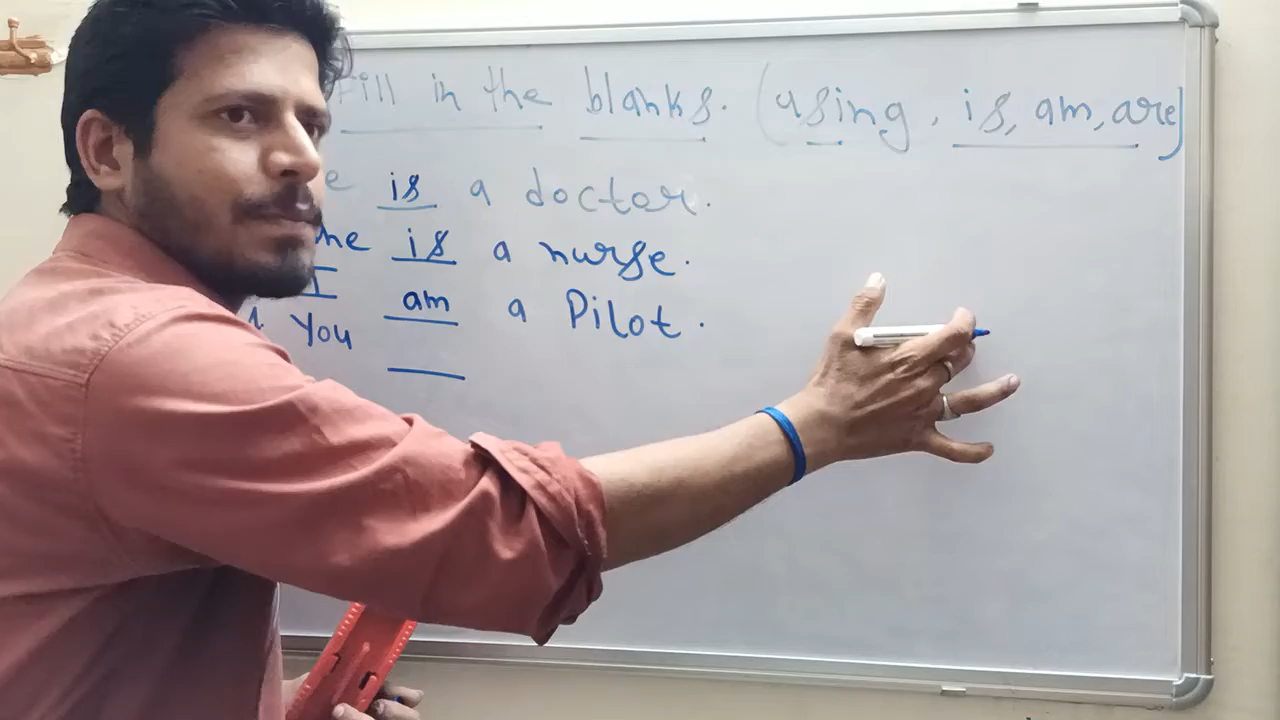 Fill in the blanks. (using, is, am, are)
is a doctor.
is a nurse.
I am a Pilot.
You